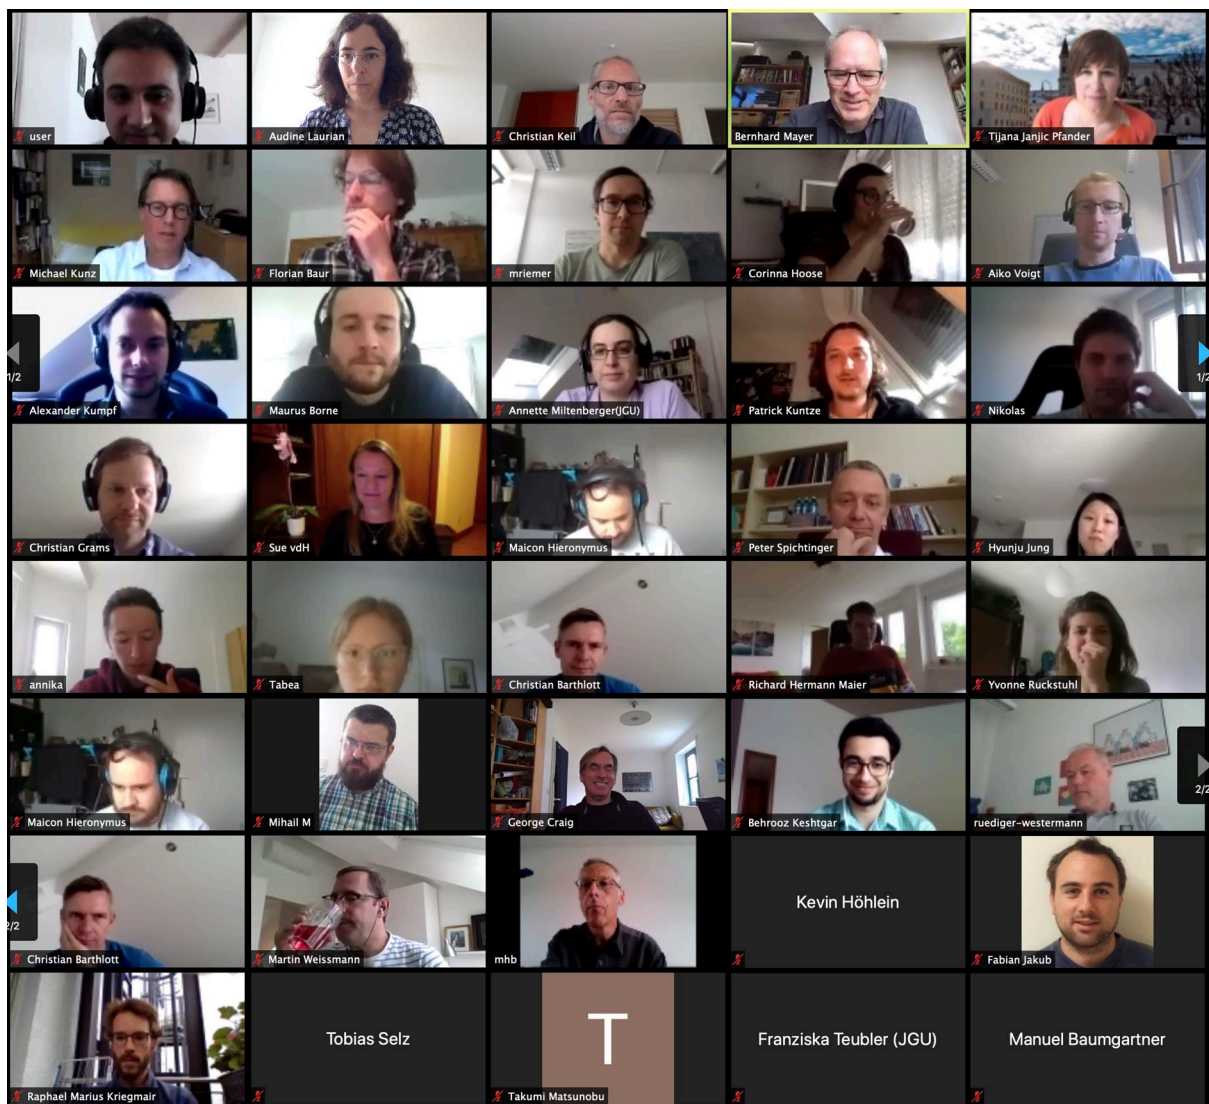 user
Audine Laurian
Christian Keil
Bernhard Mayer
Tijana Janjic Pfander
Michael Kunz
Florian Baur
mriemer
Corinna Hoose
Aiko Voigt
1/2
Alexander Kumpf
Maurus Borne
Annette Miltenberger(JGU)
Patrick Kuntze
Nikolas
1/2
Christian Grams
Sue vdH
Maicon Hieronymus
Peter Spichtinger
Hyunju Jung
annika
Tabea
Christian Barthlott
Richard Hermann Maier
Yvonne Ruckstuhl
Maicon Hieronymus
Mihail M
George Craig
Behrooz Keshtgar
ruediger-westermann
2/2
2/2
Christian Barthlott
Martin Weissmann
mhb
Kevin Höhlein
Fabian Jakub
Raphael Marius Kriegmair
Tobias Selz
T
Takumi Matsunobu
Franziska Teubler (JGU)
Manuel Baumgartner